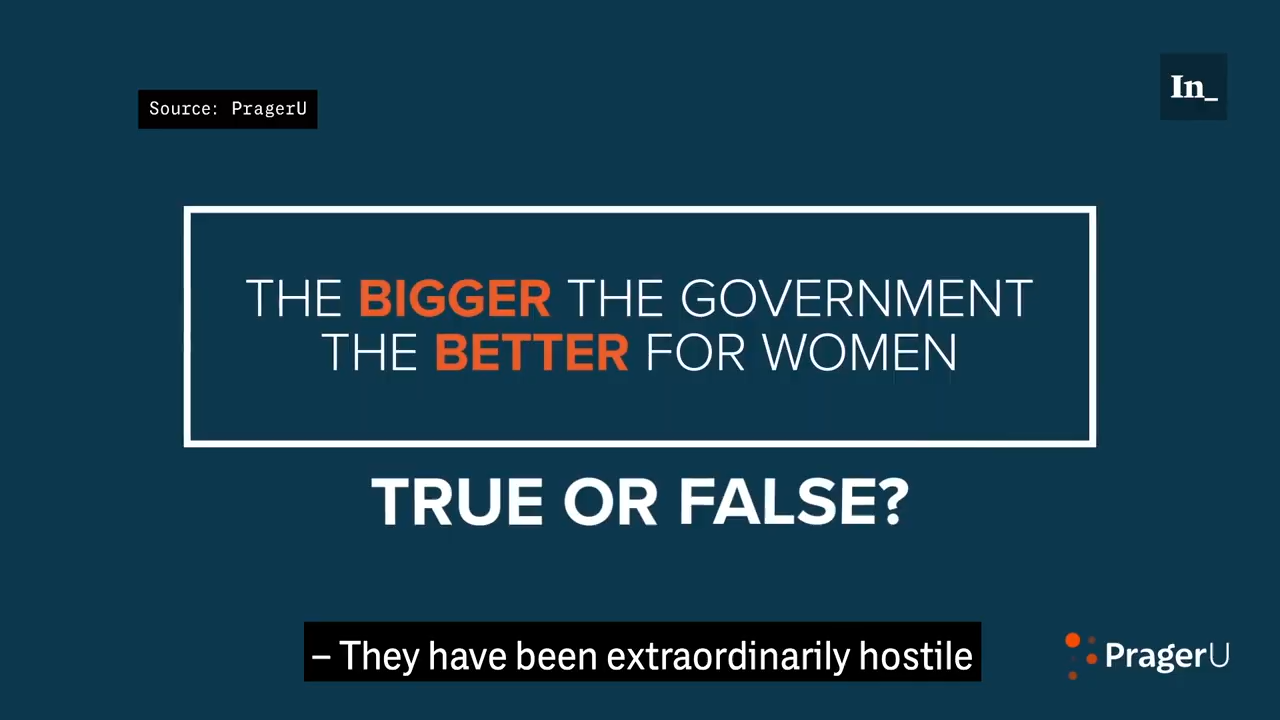 Source: PragerU
In_
THE BIGGER THE GOVERNMENT
THE BETTER FOR WOMEN
TRUE OR FALSE?
– They have been extraordinarily hostile
PragerU